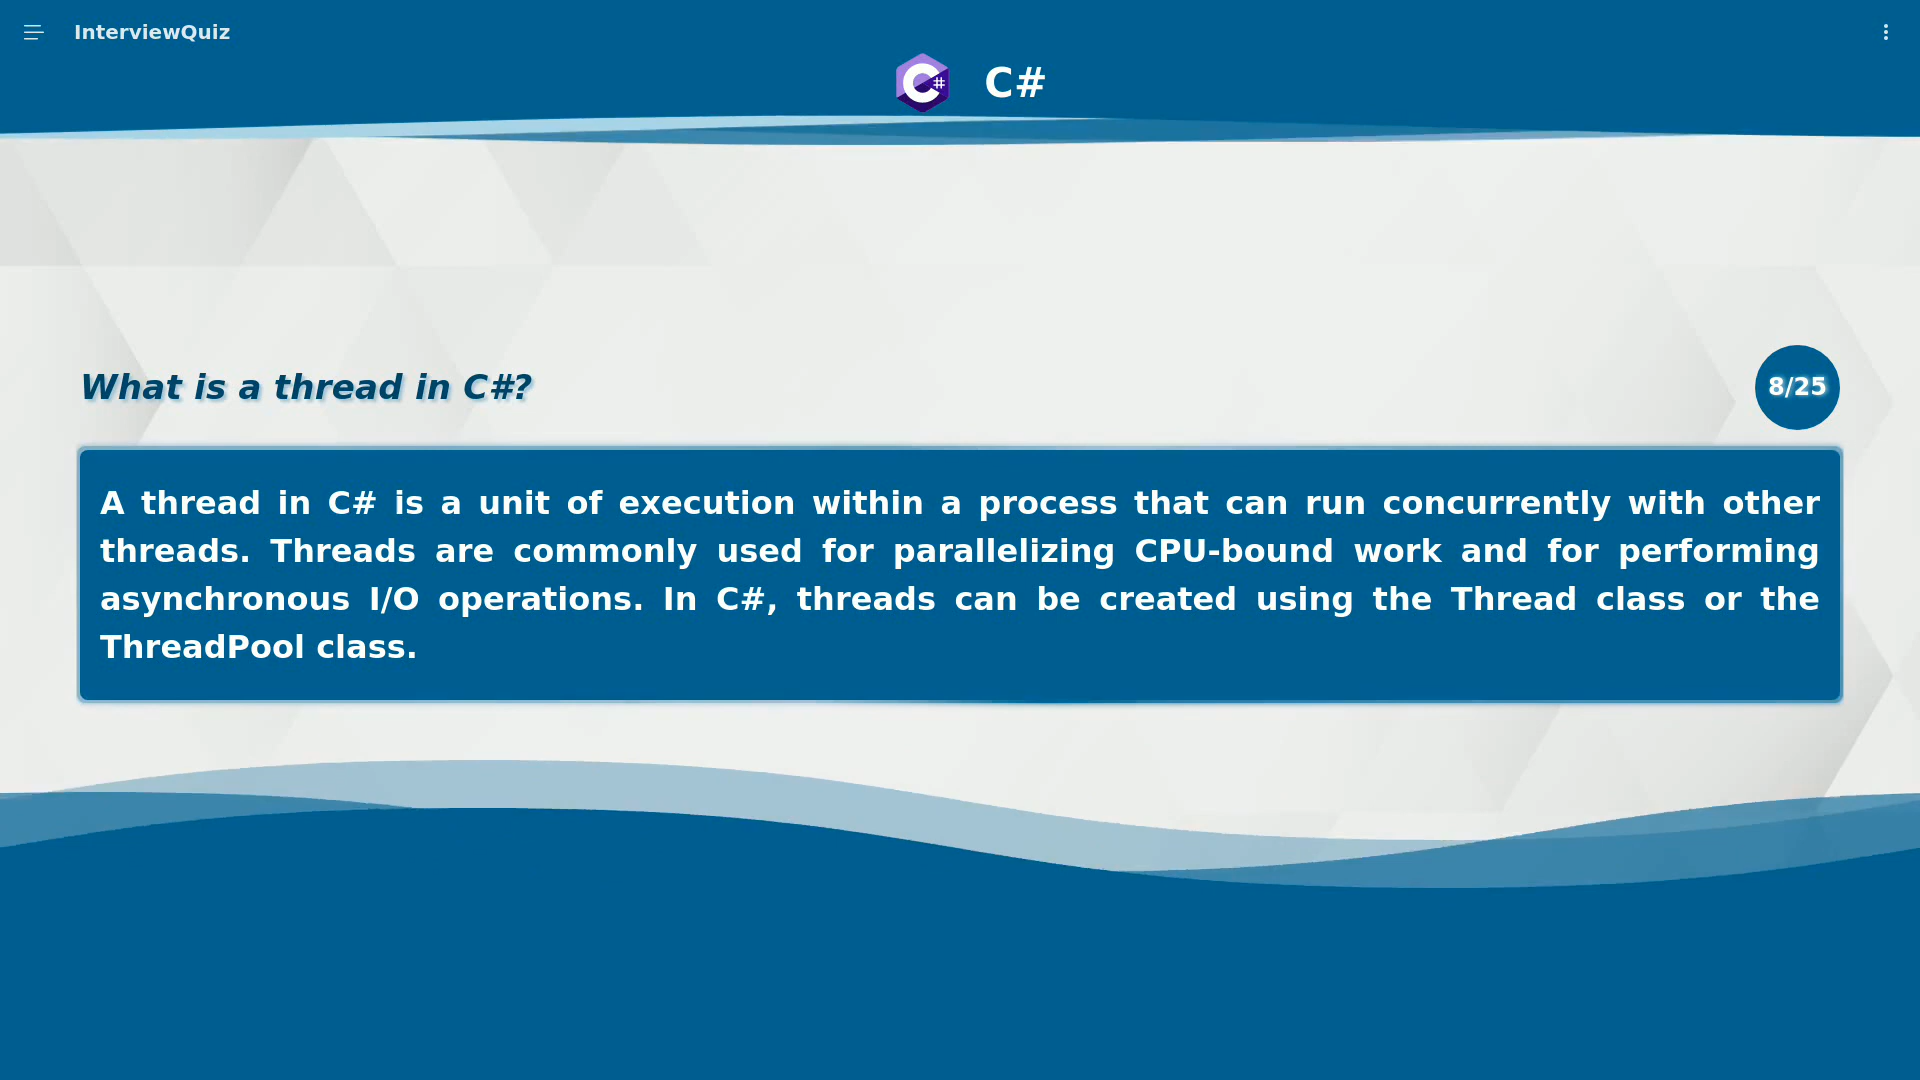 InterviewQuiz
C#
What is a thread in C#?
8/25
A thread in C# is a unit of execution within a process that can run concurrently with other
threads. Threads are commonly used for parallelizing CPU-bound work and for performing
asynchronous I/O operations. In C#, threads can be created using the Thread class or the
ThreadPool class.